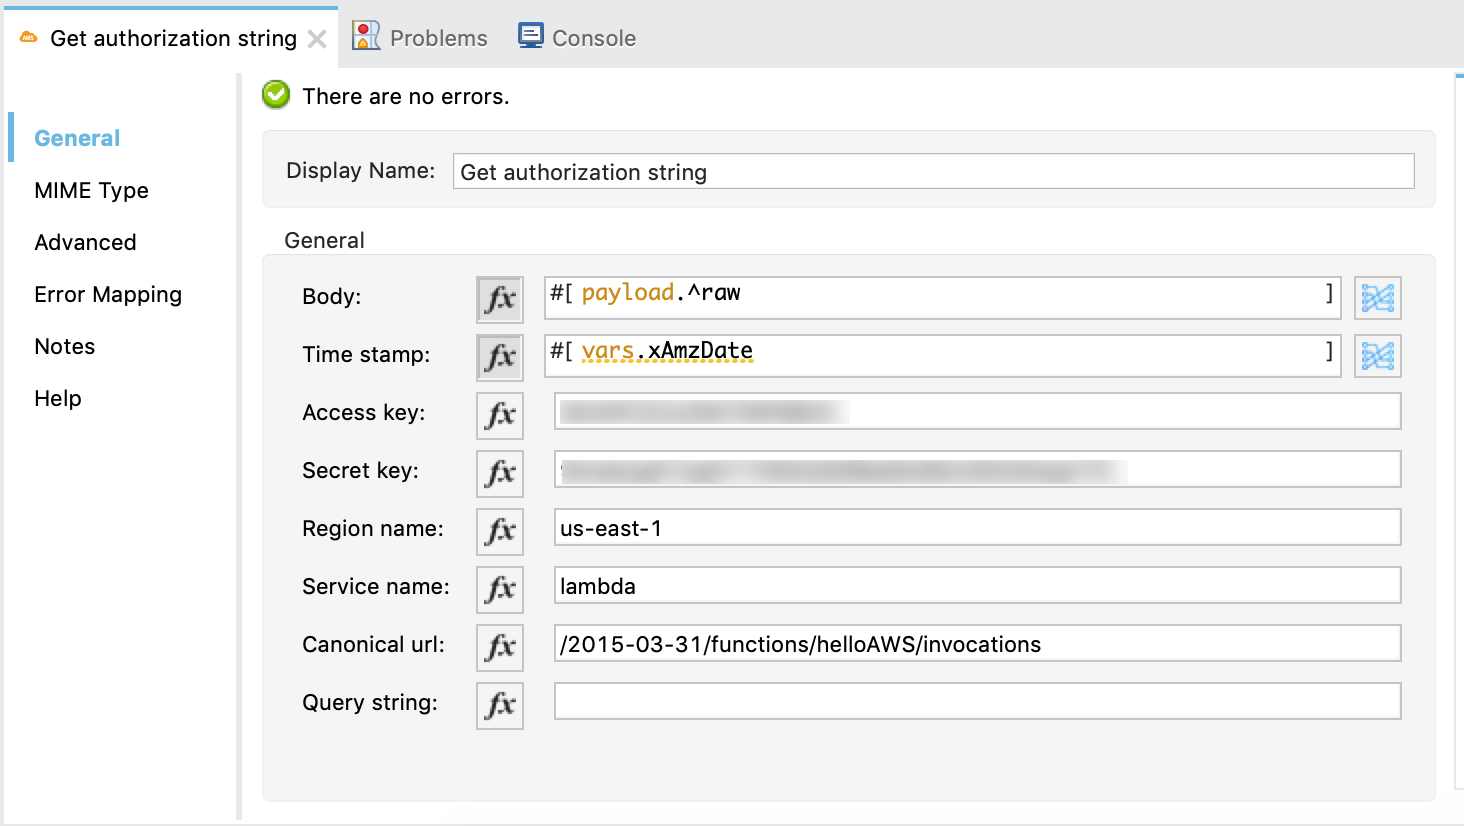 Get authorization string
Problems
Console
General
MIME Type
Advanced
Error Mapping
Notes
Help
There are no errors.
Display Name: Get authorization string
General
Body: fx #[ payload.^raw ]
Time stamp: fx #[ vars.xAmzDate ]
Access key: fx
Secret key: fx
Region name: fx us-east-1
Service name: fx lambda
Canonical url: fx /2015-03-31/functions/helloAWS/invocations
Query string: fx